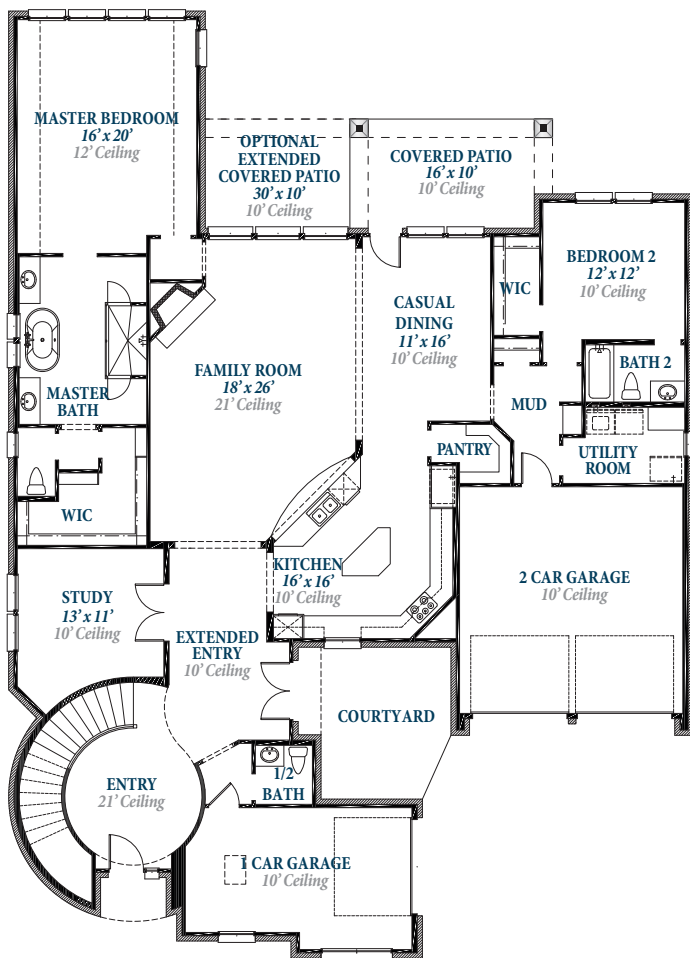 MASTER BEDROOM
16' x 20'
12' Ceiling
OPTIONAL
EXTENDED
COVERED PATIO
30' x 10'
10' Ceiling
COVERED PATIO
16' x 10'
10' Ceiling
BEDROOM 2
12' x 12'
10' Ceiling
WIC
CASUAL
DINING
11' x 16'
10' Ceiling
FAMILY ROOM
18' x 26'
21' Ceiling
BATH 2
MASTER
BATH
MUD
PANTRY
UTILITY
ROOM
WIC
KITCHEN
16' x 16'
10' Ceiling
2 CAR GARAGE
10' Ceiling
STUDY
13' x 11'
10' Ceiling
EXTENDED
ENTRY
10' Ceiling
COURTYARD
ENTRY
21' Ceiling
1/2
BATH
1 CAR GARAGE
10' Ceiling